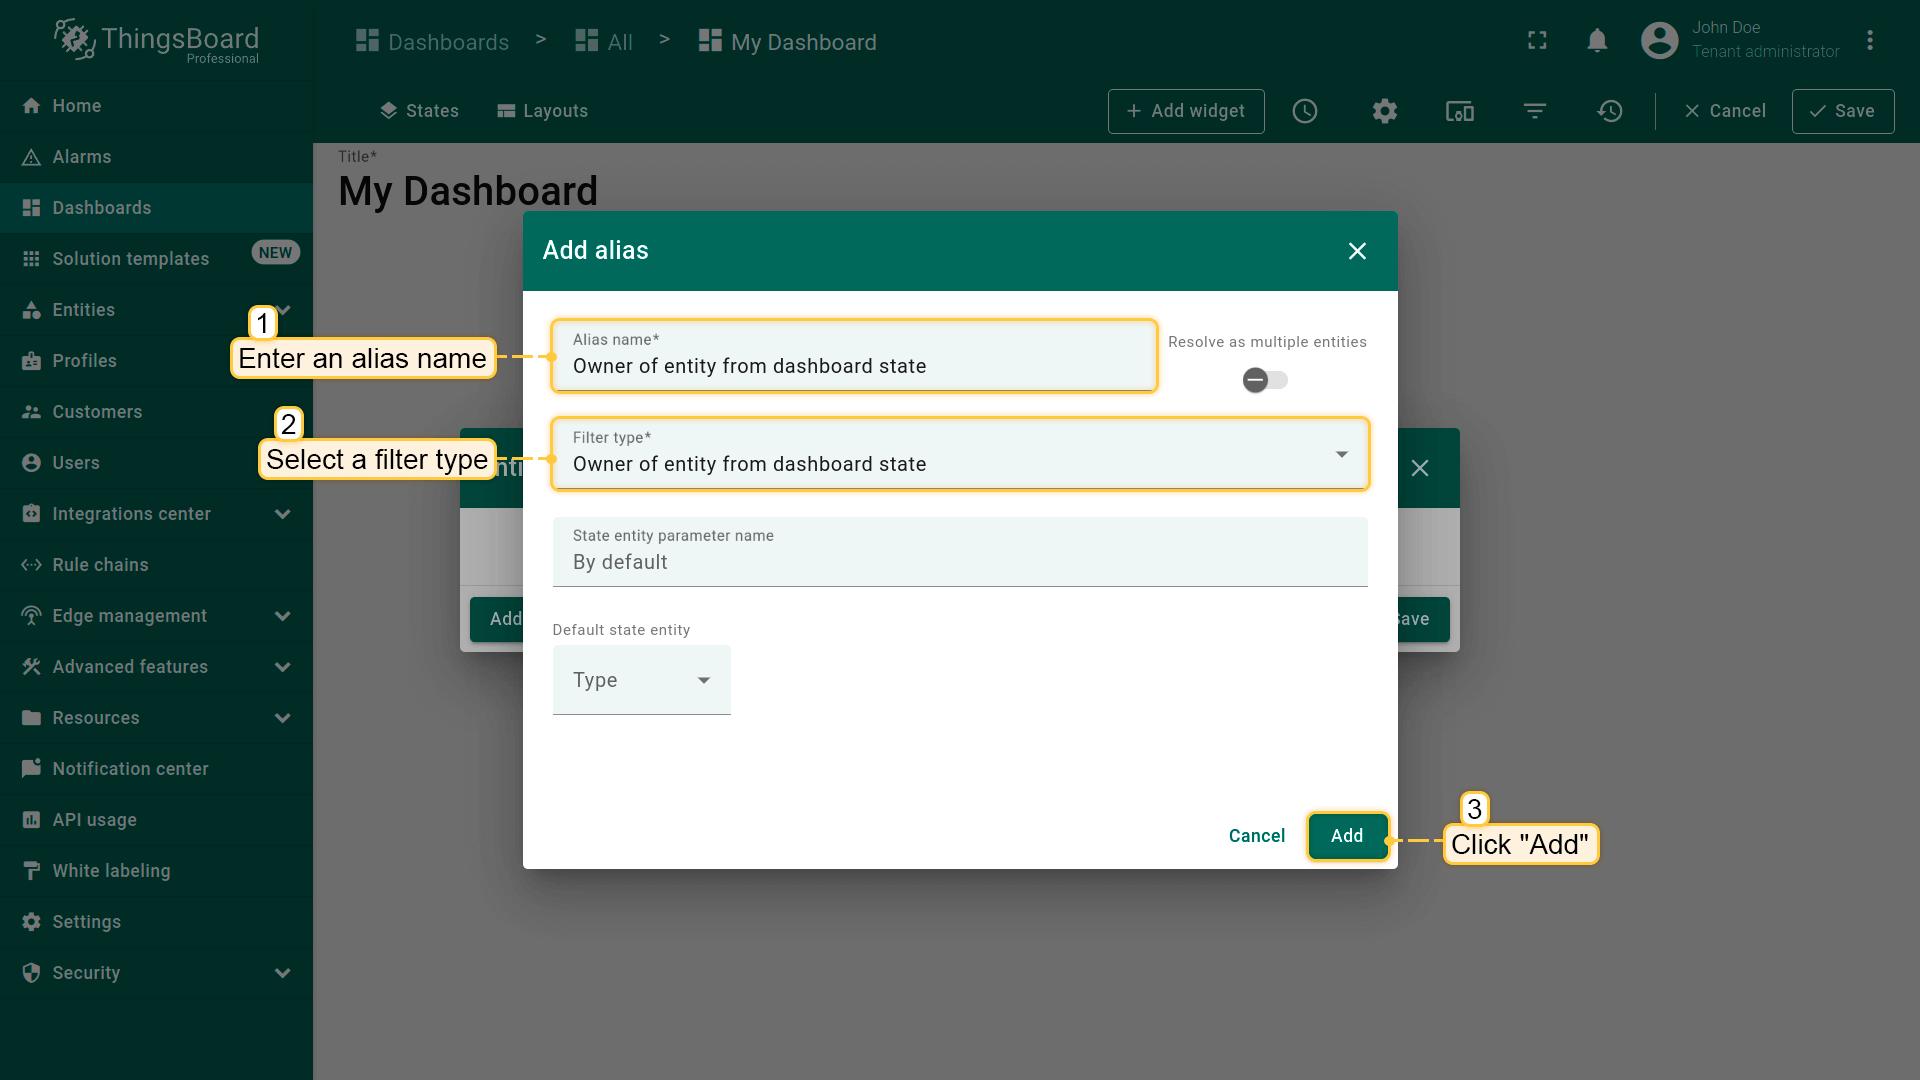 ThingsBoard
Professional
Dashboards > All > My Dashboard
John Doe
Tenant administrator
Home
Alarms
Dashboards
Solution templates NEW
Entities
Profiles
Customers
Users
Integrations center
Rule chains
Edge management
Advanced features
Resources
Notification center
API usage
White labeling
Settings
Security
States
Layouts
+ Add widget
Cancel
Save
Title*
My Dashboard
Add alias
1
Enter an alias name
Alias name*
Owner of entity from dashboard state
Resolve as multiple entities
2
Select a filter type
Filter type*
Owner of entity from dashboard state
State entity parameter name
By default
Default state entity
Type
Add
Cancel
Add
3
Click "Add"